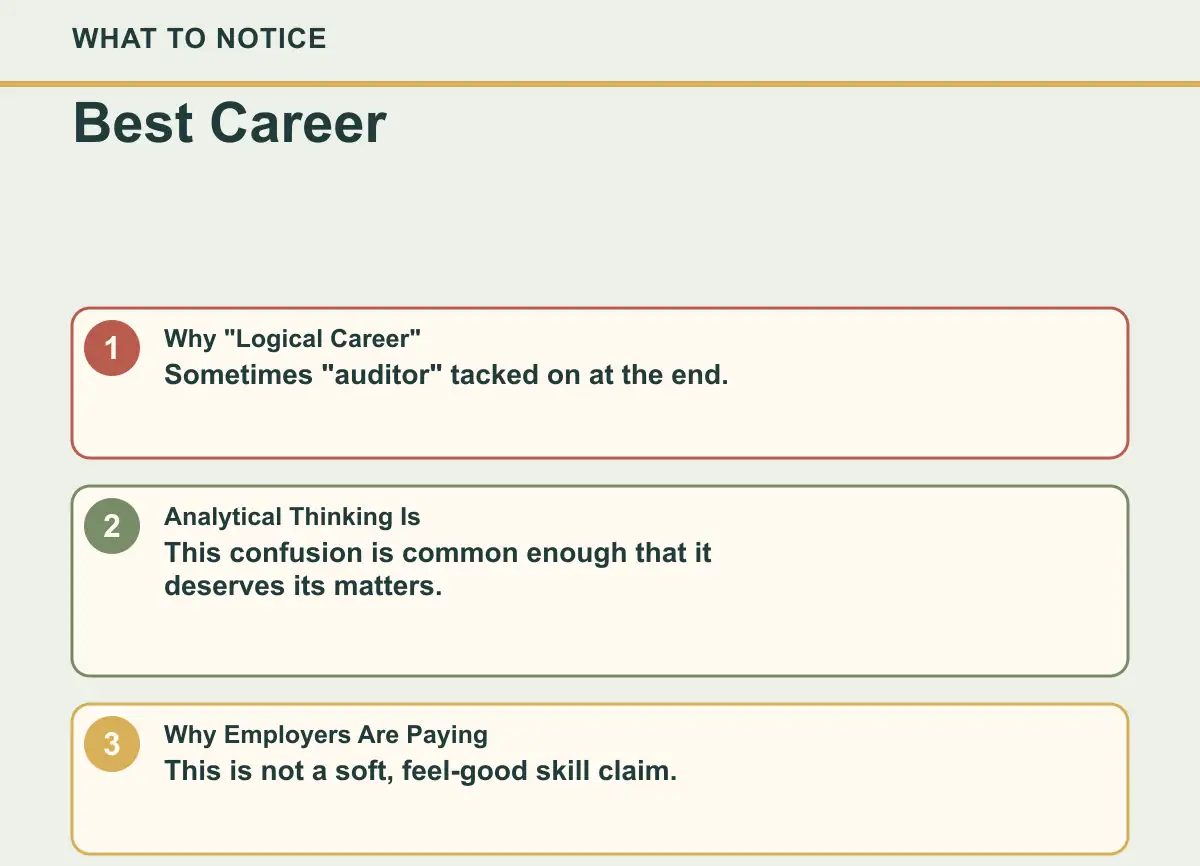 WHAT TO NOTICE
Best Career
1
Why "Logical Career"
Sometimes "auditor" tacked on at the end.
2
Analytical Thinking Is
This confusion is common enough that it
deserves its matters.
3
Why Employers Are Paying
This is not a soft, feel-good skill claim.